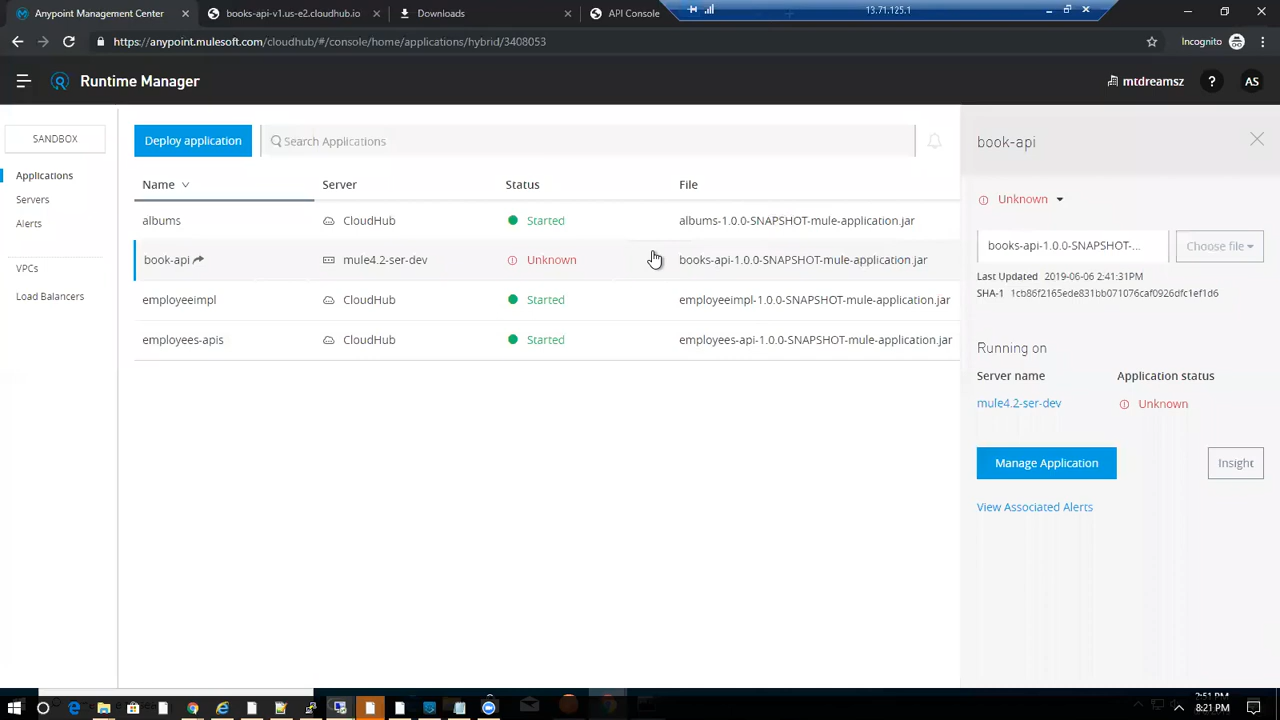 Anypoint Management Center
books-api-v1.us-e2.cloudhub.io
Downloads
API Console
13.71.125.1
https://anypoint.mulesoft.com/cloudhub/#/console/home/applications/hybrid/3408053
Incognito
Runtime Manager
mtdreamsz
?
AS
SANDBOX
Applications
Servers
Alerts
VPCs
Load Balancers
Deploy application
Search Applications
Name Server Status File
albums CloudHub Started albums-1.0.0-SNAPSHOT-mule-application.jar
book-api mule4.2-ser-dev Unknown books-api-1.0.0-SNAPSHOT-mule-application.jar
employeeimpl CloudHub Started employeeimpl-1.0.0-SNAPSHOT-mule-application.jar
employees-apis CloudHub Started employees-api-1.0.0-SNAPSHOT-mule-application.jar
book-api
Unknown
books-api-1.0.0-SNAPSHOT-...
Choose file
Last Updated 2019-06-06 2:41:31PM
SHA-1 1cb86f2165ede831bb071076caf0926dfc1ef1d6
Running on
Server name Application status
mule4.2-ser-dev Unknown
Manage Application
Insight
View Associated Alerts
8:21 PM